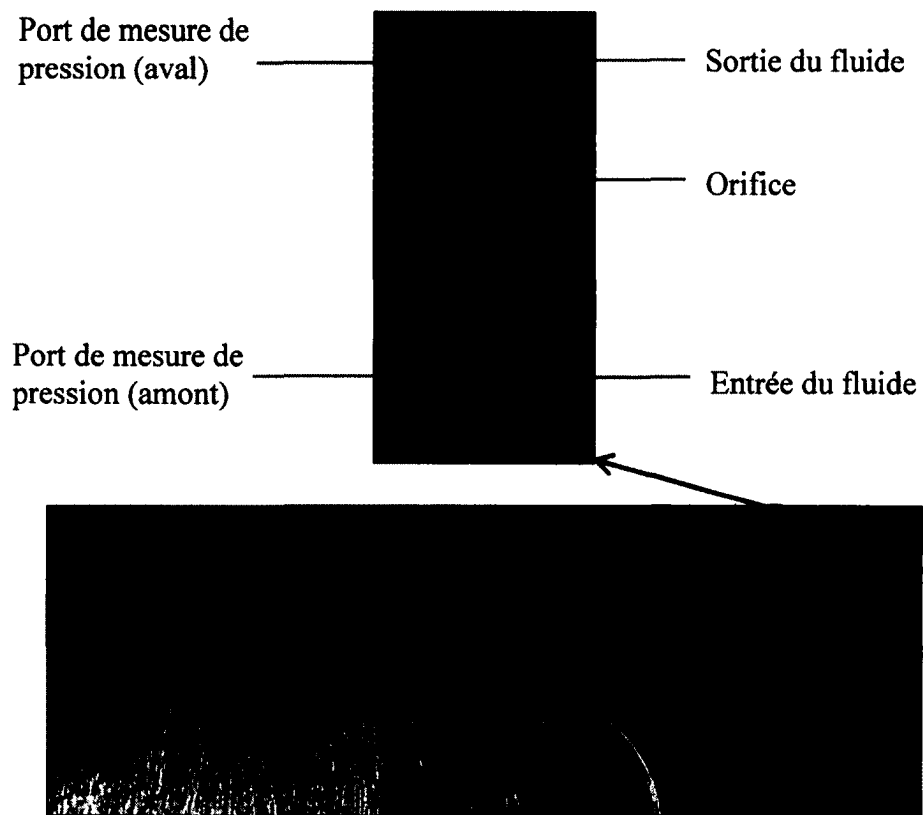 Port de mesure de
pression (aval)
Sortie du fluide
Orifice
Port de mesure de
pression (amont)
Entrée du fluide